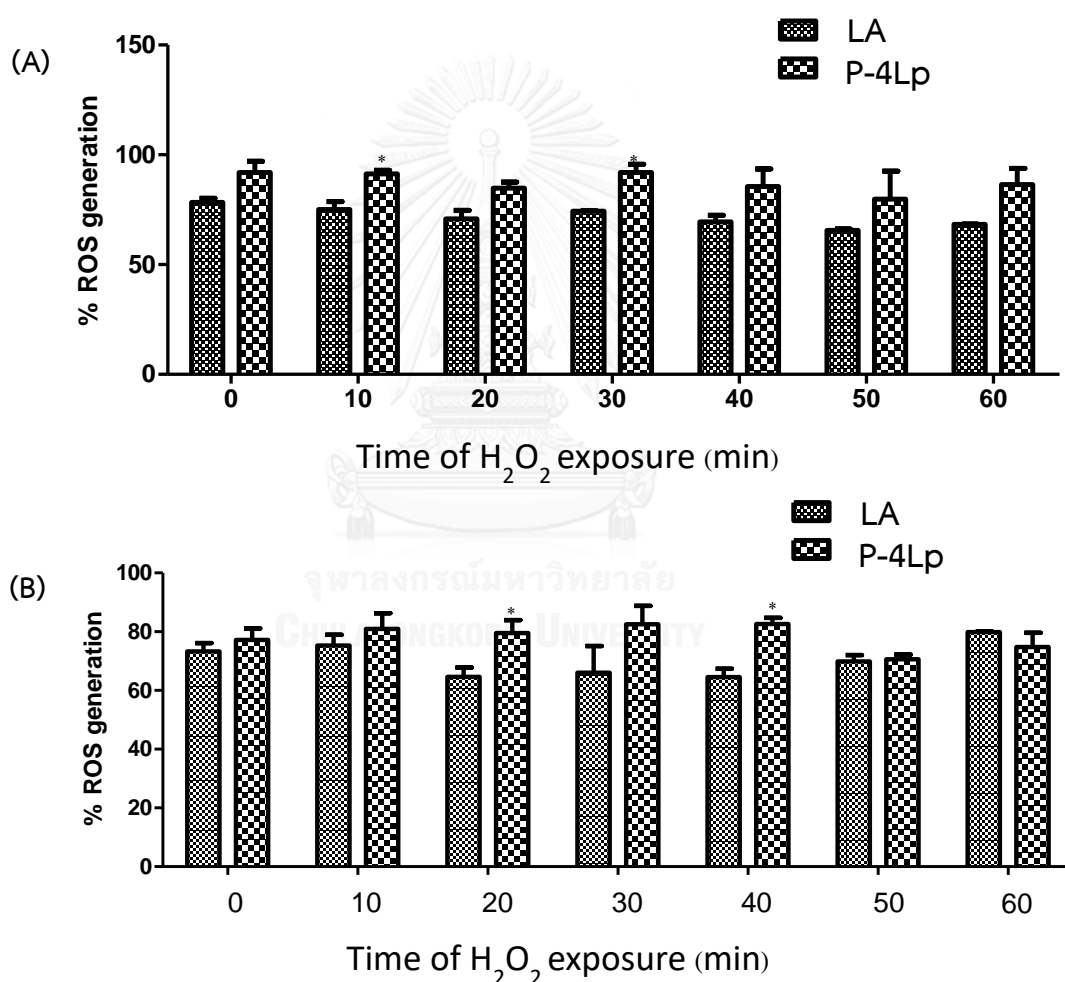 (A)
LA
P-4Lp
% ROS generation
150
100
50
0
* *
0 10 20 30 40 50 60
Time of H₂O₂ exposure (min)
จุฬาลงกรณ์มหาวิทยาลัย
CHULALONGKORN UNIVERSITY
(B)
LA
P-4Lp
% ROS generation
100
80
60
40
20
0
* *
0 10 20 30 40 50 60
Time of H₂O₂ exposure (min)